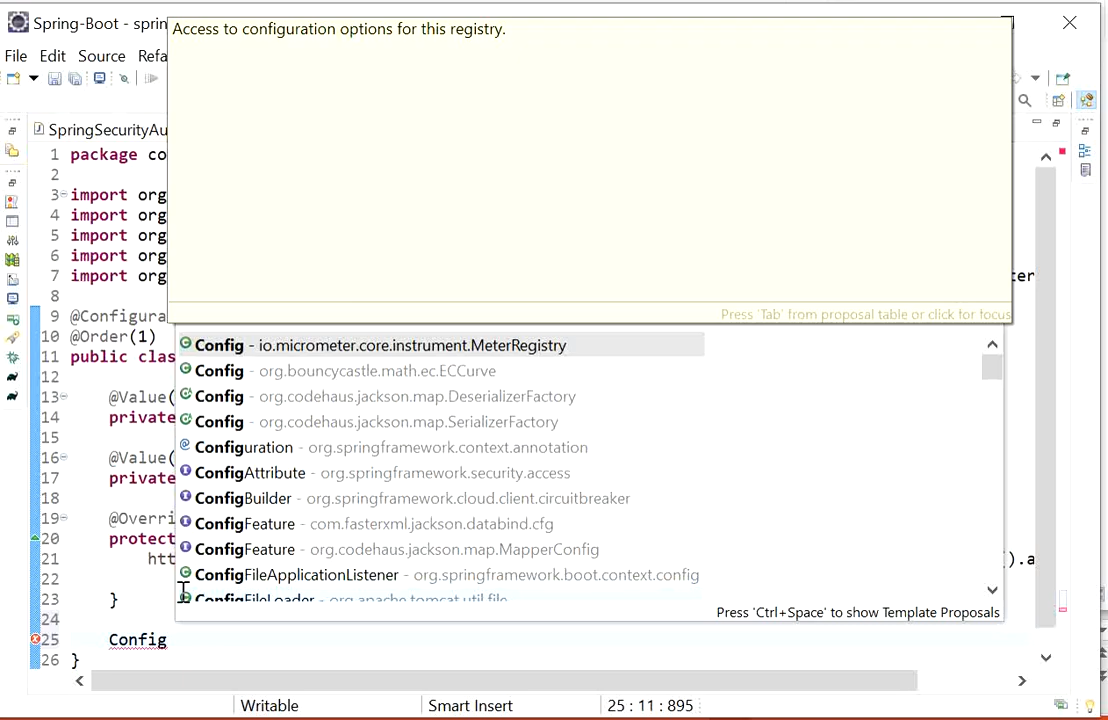 Spring-Boot - sprin
Access to configuration options for this registry.
File Edit Source Refa
SpringSecurityAu
1 package co
2
3 import org
4 import org
5 import org
6 import org
7 import org
ter
8
9 @Configura
Press 'Tab' from proposal table or click for focus
10 @Order(1)
11 public clas
Config - io.micrometer.core.instrument.MeterRegistry
12
Config - org.bouncycastle.math.ec.ECCurve
13 @Value(
Config - org.codehaus.jackson.map.DeserializerFactory
14 private
Config - org.codehaus.jackson.map.SerializerFactory
15
Configuration - org.springframework.context.annotation
16 @Value(
ConfigAttribute - org.springframework.security.access
17 private
18
ConfigBuilder - org.springframework.cloud.client.circuitbreaker
19 @Overri
ConfigFeature - com.fasterxml.jackson.databind.cfg
20 protect
ConfigFeature - org.codehaus.jackson.map.MapperConfig
21 htt
).a
22
ConfigFileApplicationListener - org.springframework.boot.context.config
23 }
ConfigFileLoader - org.apache.tomcat.util.file
Press 'Ctrl+Space' to show Template Proposals
24
25 Config
26 }
Writable Smart Insert 25 : 11 : 895